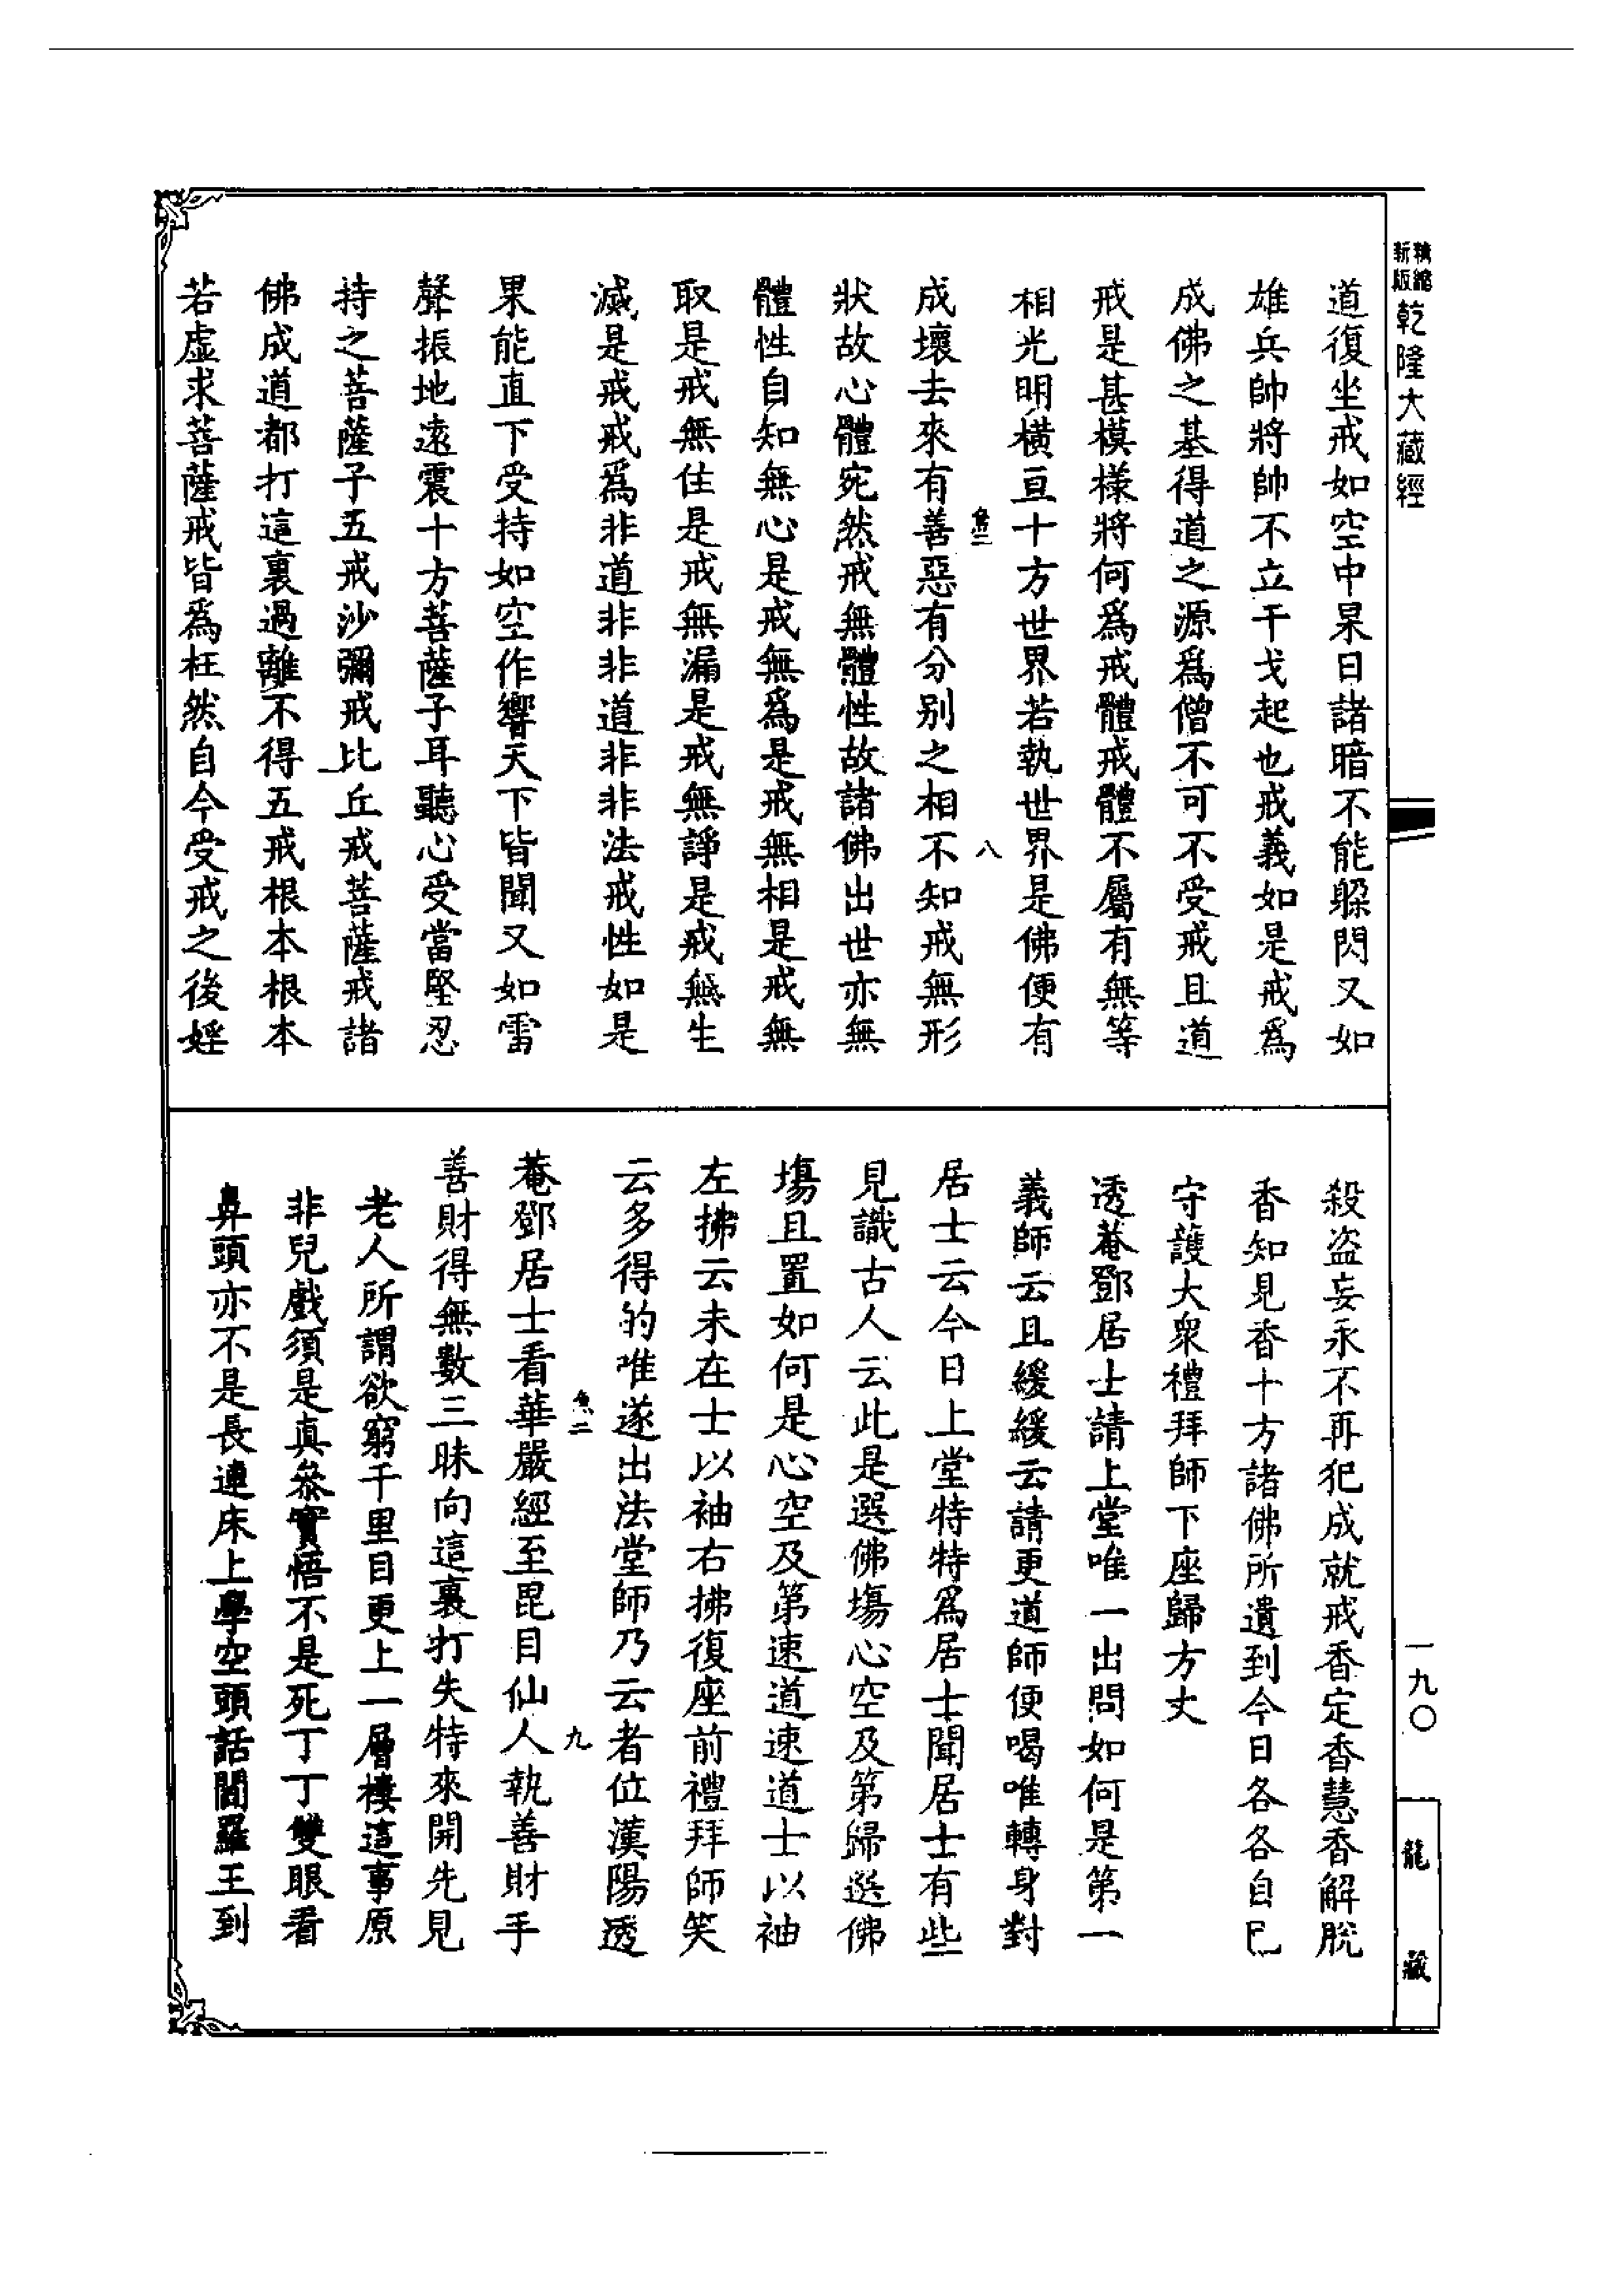 新版精縮
乾隆大藏經
道復坐戒如空中杲日諸暗不能躲閃又如
雄兵帥將帥不立干戈起也戒義如是戒爲
成佛之基得道之源爲僧不可不受戒且道
戒是甚模樣將何爲戒體戒體不屬有無等
相光明橫亘十方世界若執世界是佛便有
魚二
八
成壞去來有善惡有分別之相不知戒無形
狀故心體宛然戒無體性故諸佛出世亦無
體性自知無心是戒無爲是戒無相是戒無
取是戒無住是戒無漏是戒無諍是戒無生
滅是戒戒爲非道非非道非非法戒性如是
果能直下受持如空作響天下皆聞又如雷
聲振地遠震十方菩薩子耳聽心受當堅忍
持之菩薩子五戒沙彌戒比丘戒菩薩戒諸
佛成道都打這裏過離不得五戒根本根本
若虛求菩薩戒皆爲枉然自今受戒之後婬
殺盜妄永不再犯成就戒香定香慧香解脫
香知見香十方諸佛所遺到今日各各自己
守護大衆禮拜師下座歸方丈
透菴鄧居士請上堂唯一出問如何是第一
義師云且緩緩云請更道師便喝唯轉身對
居士云今日上堂特特爲居士聞居士有些
見識古人云此是選佛塲心空及第歸選佛
塲且置如何是心空及第速道速道士以袖
左拂云未在士以袖右拂復座前禮拜師笑
云多得的唯遂出法堂師乃云者位漢陽透
魚二
九
菴鄧居士看華嚴經至毘目仙人執善財手
善財得無數三昧向這裏打失特來開先見
老人所謂欲窮千里目更上一層樓這事原
非兒戲須是真叅實悟不是死丁丁雙眼看
鼻頭亦不是長連床上學空頭話閻羅王到
一九〇
龍藏